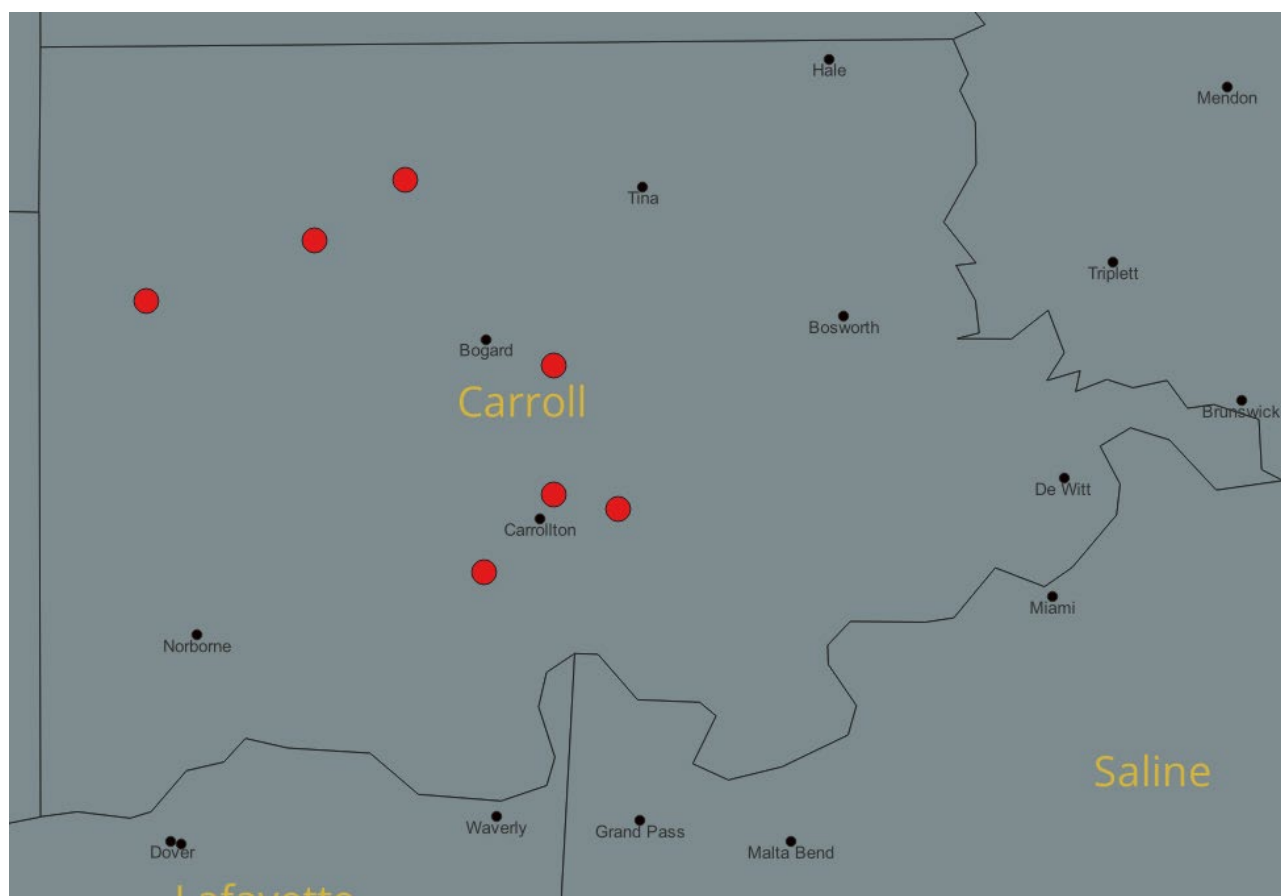 Hale
Mendon
Tina
Triplett
Bosworth
Bogard
Carroll
Brunswick
De Witt
Carrollton
Miami
Norborne
Saline
Waverly
Grand Pass
Malta Bend
Dover
Lafayette